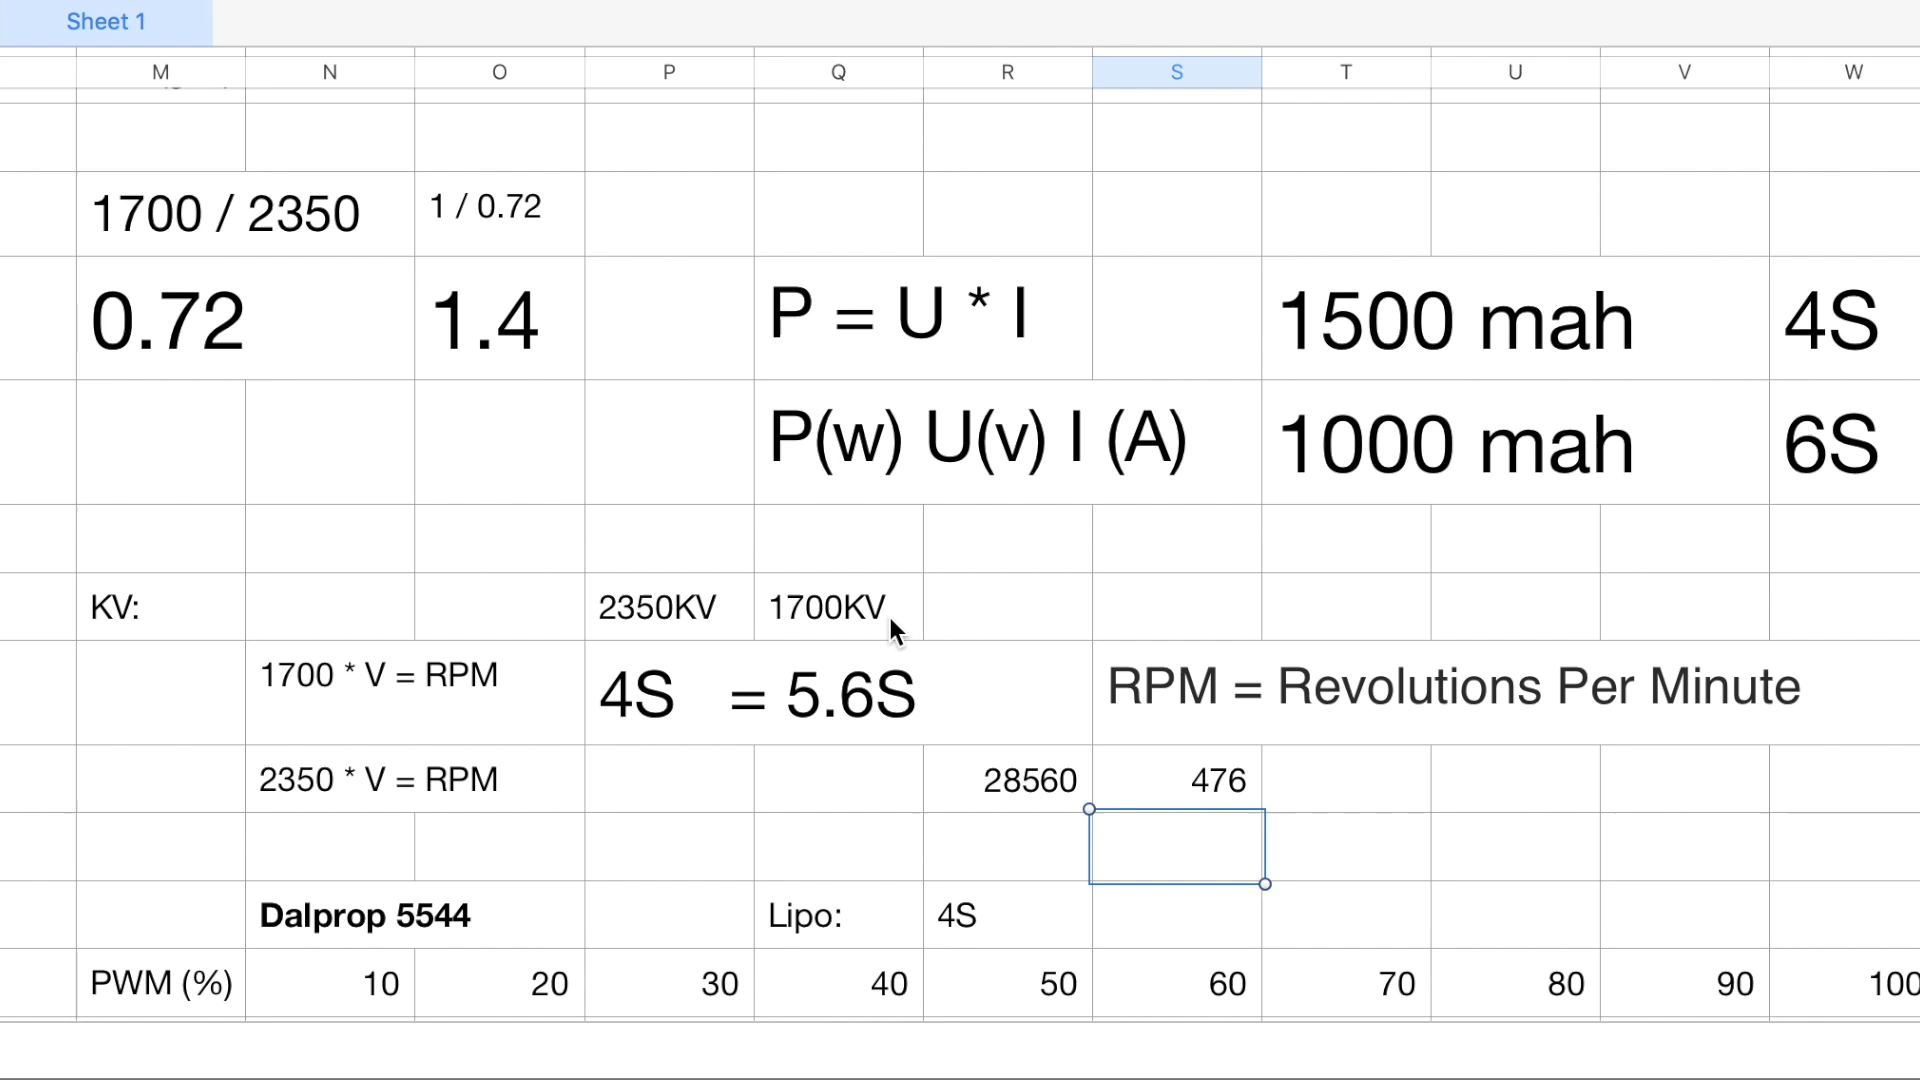 Sheet 1
M N O P Q R S T U V W
1700 / 2350 1 / 0.72
0.72 1.4 P = U * I 1500 mah 4S
P(w) U(v) I (A) 1000 mah 6S
KV: 2350KV 1700KV
1700 * V = RPM 4S = 5.6S RPM = Revolutions Per Minute
2350 * V = RPM 28560 476
Dalprop 5544 Lipo: 4S
PWM (%) 10 20 30 40 50 60 70 80 90 100